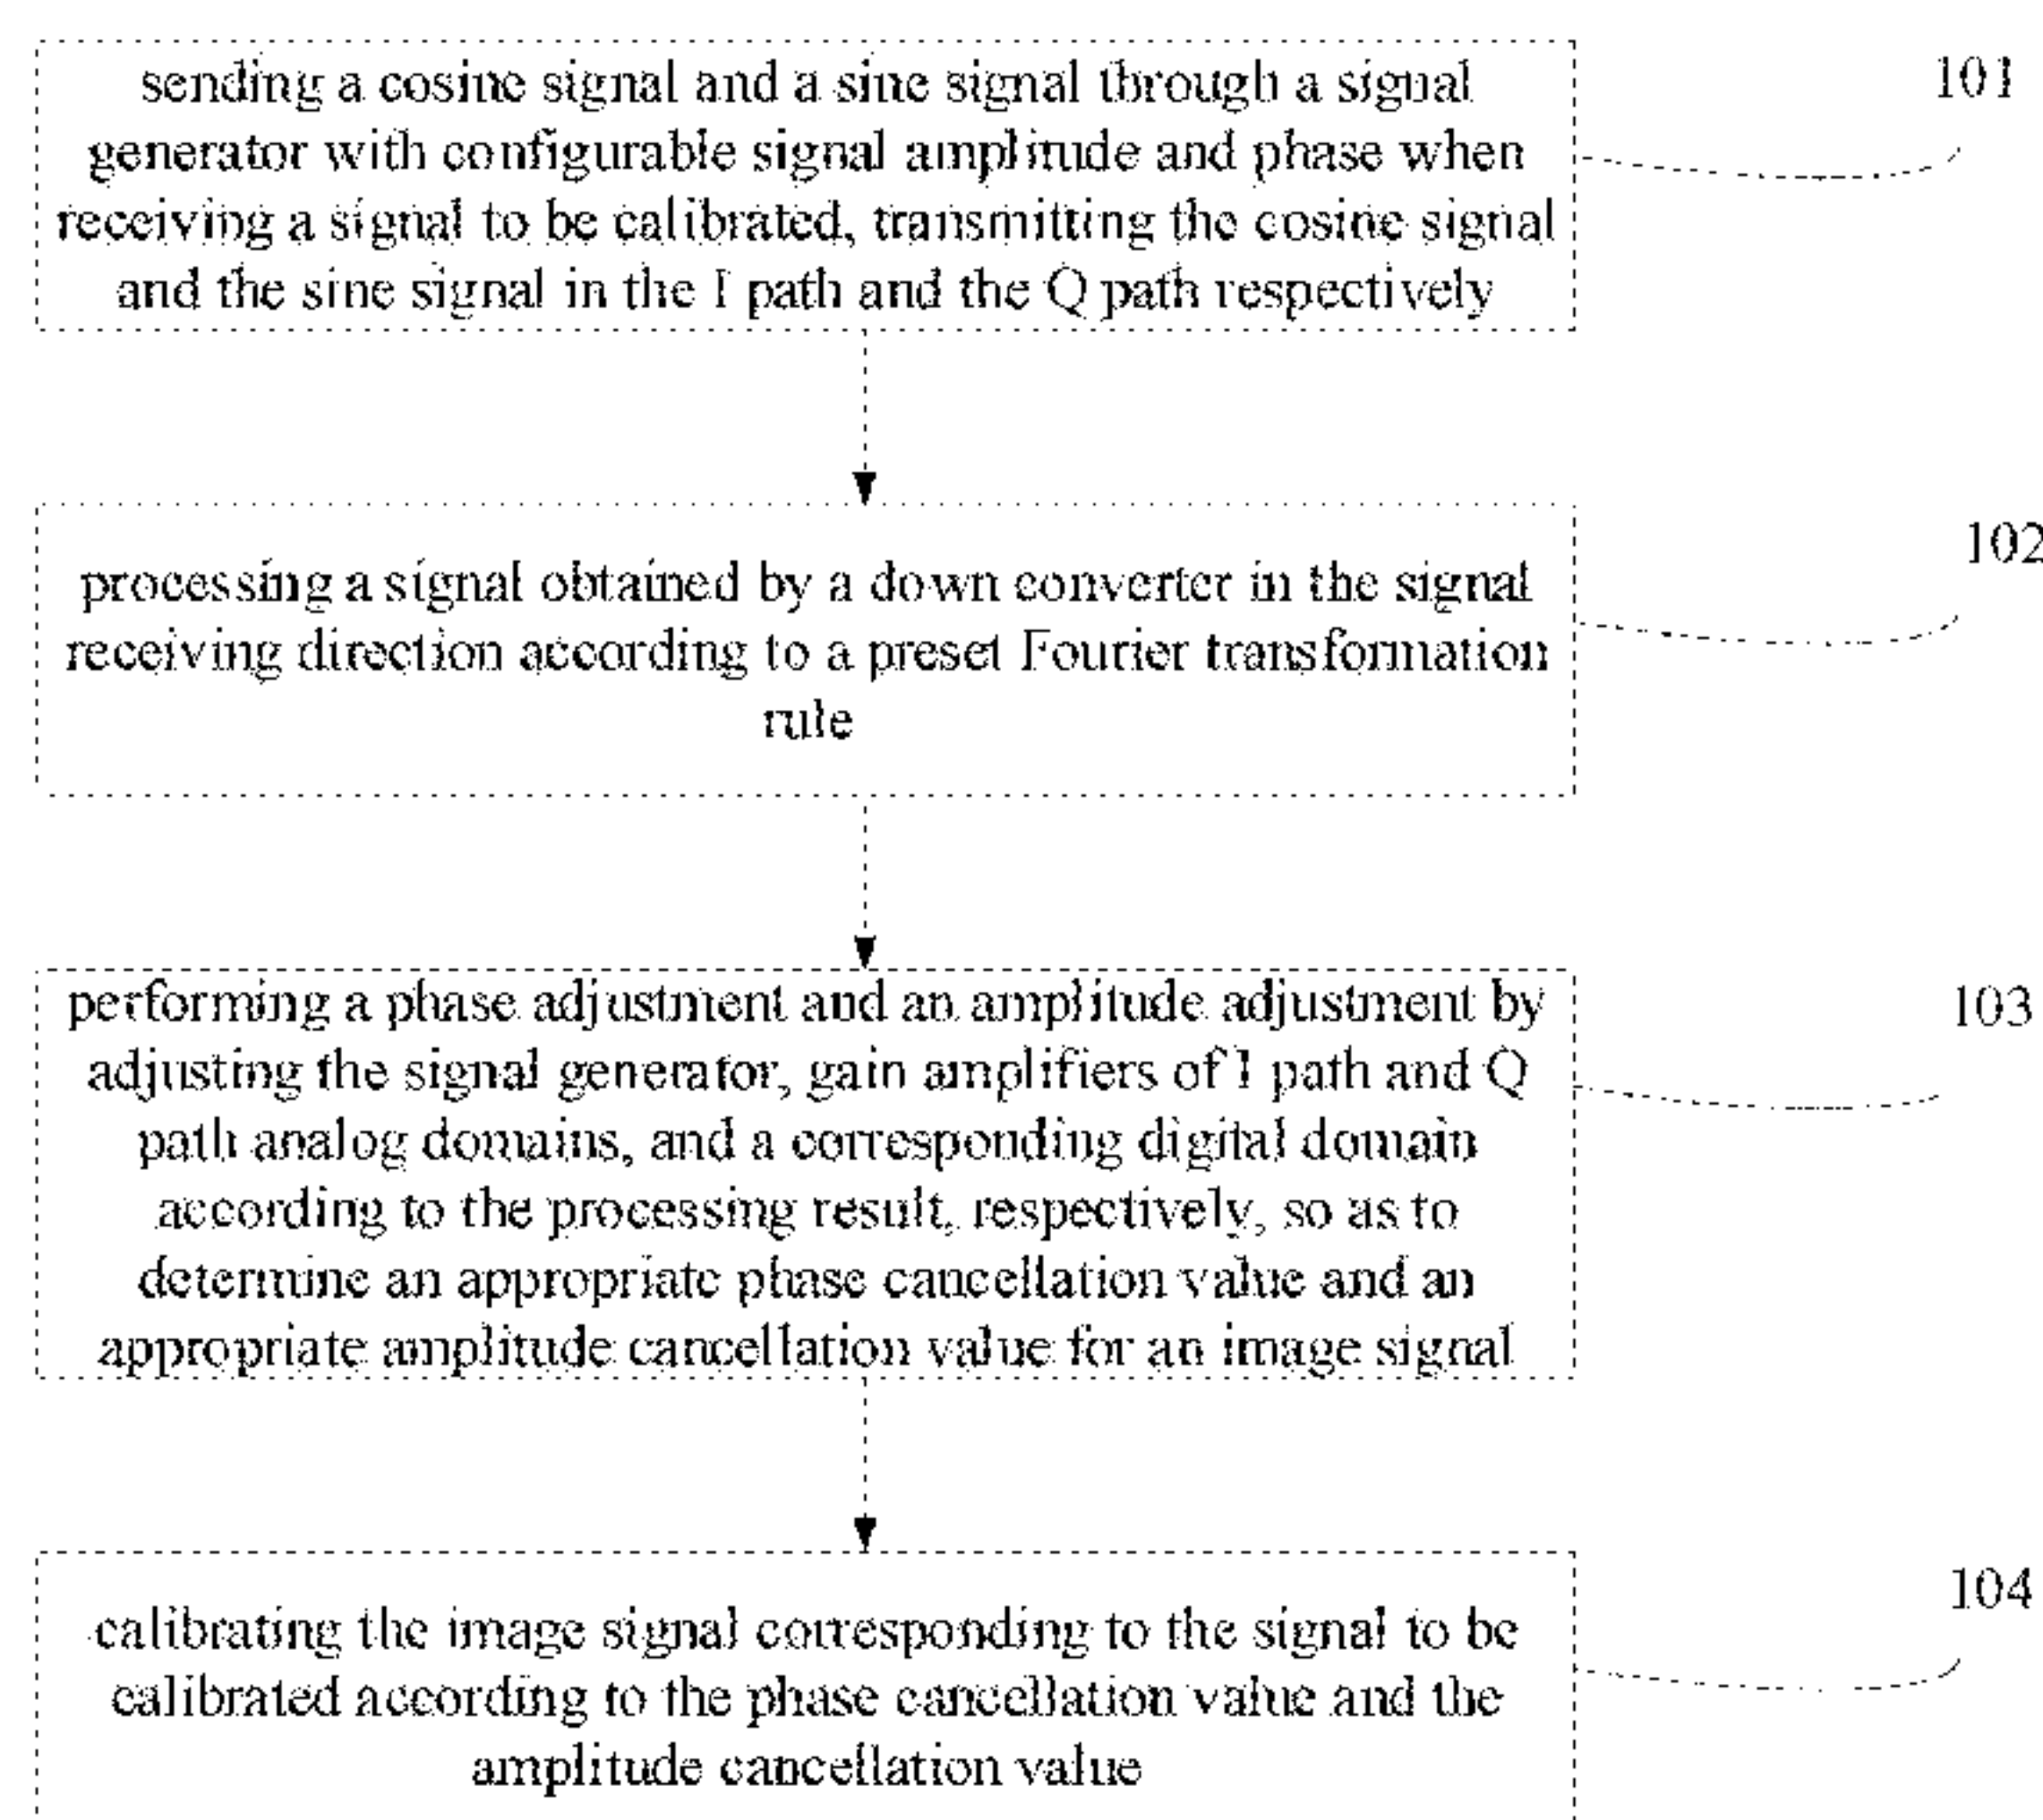 sending a cosine signal and a sine signal through a signal
generator with configurable signal amplitude and phase when
receiving a signal to be calibrated, transmitting the cosine signal
and the sine signal in the I path and the Q path respectively
101
processing a signal obtained by a down converter in the signal
receiving direction according to a preset Fourier transformation
rule
102
performing a phase adjustment and an amplitude adjustment by
adjusting the signal generator, gain amplifiers of I path and Q
path analog domains, and a corresponding digital domain
according to the processing result, respectively, so as to
determine an appropriate phase cancellation value and an
appropriate amplitude cancellation value for an image signal
103
calibrating the image signal corresponding to the signal to be
calibrated according to the phase cancellation value and the
amplitude cancellation value
104